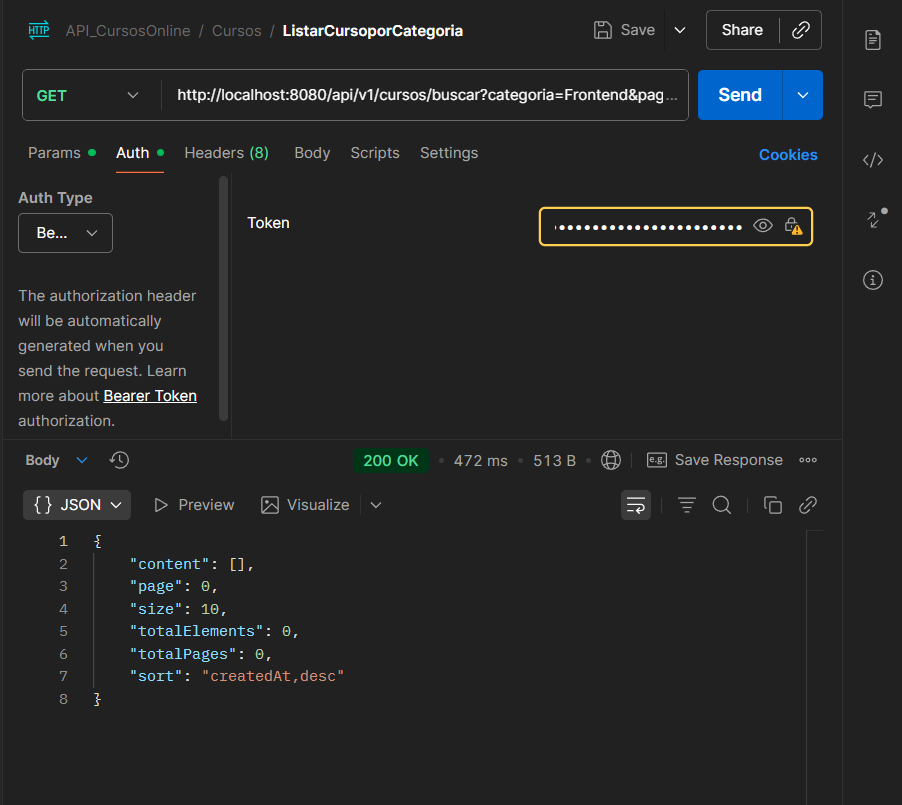 HTTP API_CursosOnline / Cursos / ListarCursoporCategoria Save Share
GET http://localhost:8080/api/v1/cursos/buscar?categoria=Frontend&pag... Send
Params Auth Headers (8) Body Scripts Settings Cookies
Auth Type
Be...
Token
The authorization header
will be automatically
generated when you
send the request. Learn
more about Bearer Token
authorization.
Body 200 OK • 472 ms • 513 B • e.g. Save Response
{} JSON Preview Visualize
1 {
2 "content": [],
3 "page": 0,
4 "size": 10,
5 "totalElements": 0,
6 "totalPages": 0,
7 "sort": "createdAt,desc"
8 }